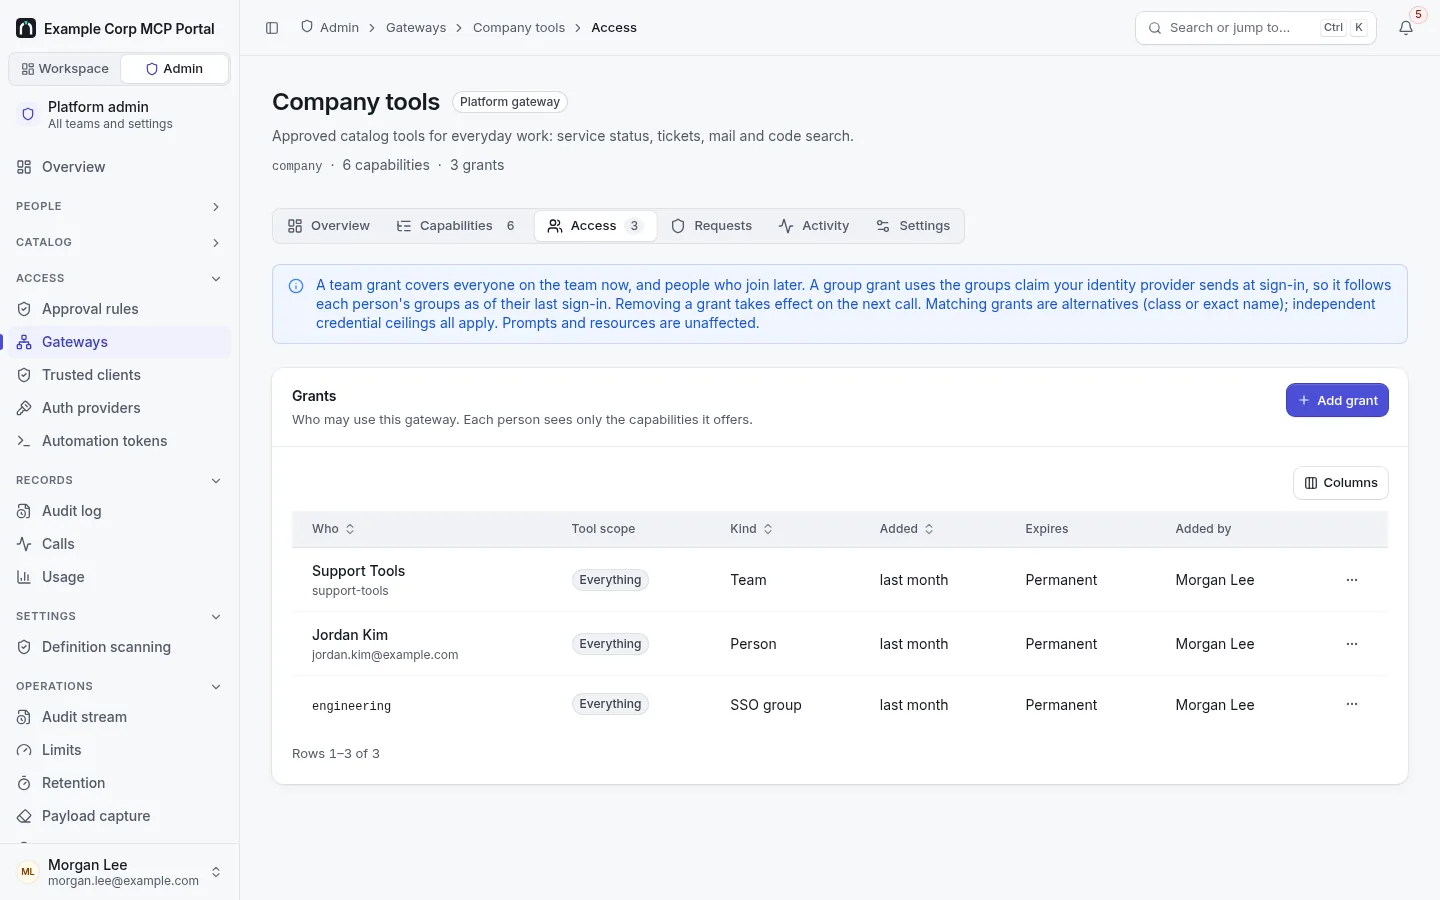 Example Corp MCP Portal
Workspace
Admin
Platform admin
All teams and settings
Overview
PEOPLE
CATALOG
ACCESS
Approval rules
Gateways
Trusted clients
Auth providers
Automation tokens
RECORDS
Audit log
Calls
Usage
SETTINGS
Definition scanning
OPERATIONS
Audit stream
Limits
Retention
Payload capture
ML
Morgan Lee
morgan.lee@example.com
Admin > Gateways > Company tools > Access
Search or jump to... Ctrl K
5
Company tools Platform gateway
Approved catalog tools for everyday work: service status, tickets, mail and code search.
company · 6 capabilities · 3 grants
Overview Capabilities 6 Access 3 Requests Activity Settings
A team grant covers everyone on the team now, and people who join later. A group grant uses the groups claim your identity provider sends at sign-in, so it follows
each person's groups as of their last sign-in. Removing a grant takes effect on the next call. Matching grants are alternatives (class or exact name); independent
credential ceilings all apply. Prompts and resources are unaffected.
Grants
Who may use this gateway. Each person sees only the capabilities it offers.
Add grant
Columns
Who Tool scope Kind Added Expires Added by
Support Tools
support-tools
Everything Team last month Permanent Morgan Lee
Jordan Kim
jordan.kim@example.com
Everything Person last month Permanent Morgan Lee
engineering Everything SSO group last month Permanent Morgan Lee
Rows 1–3 of 3